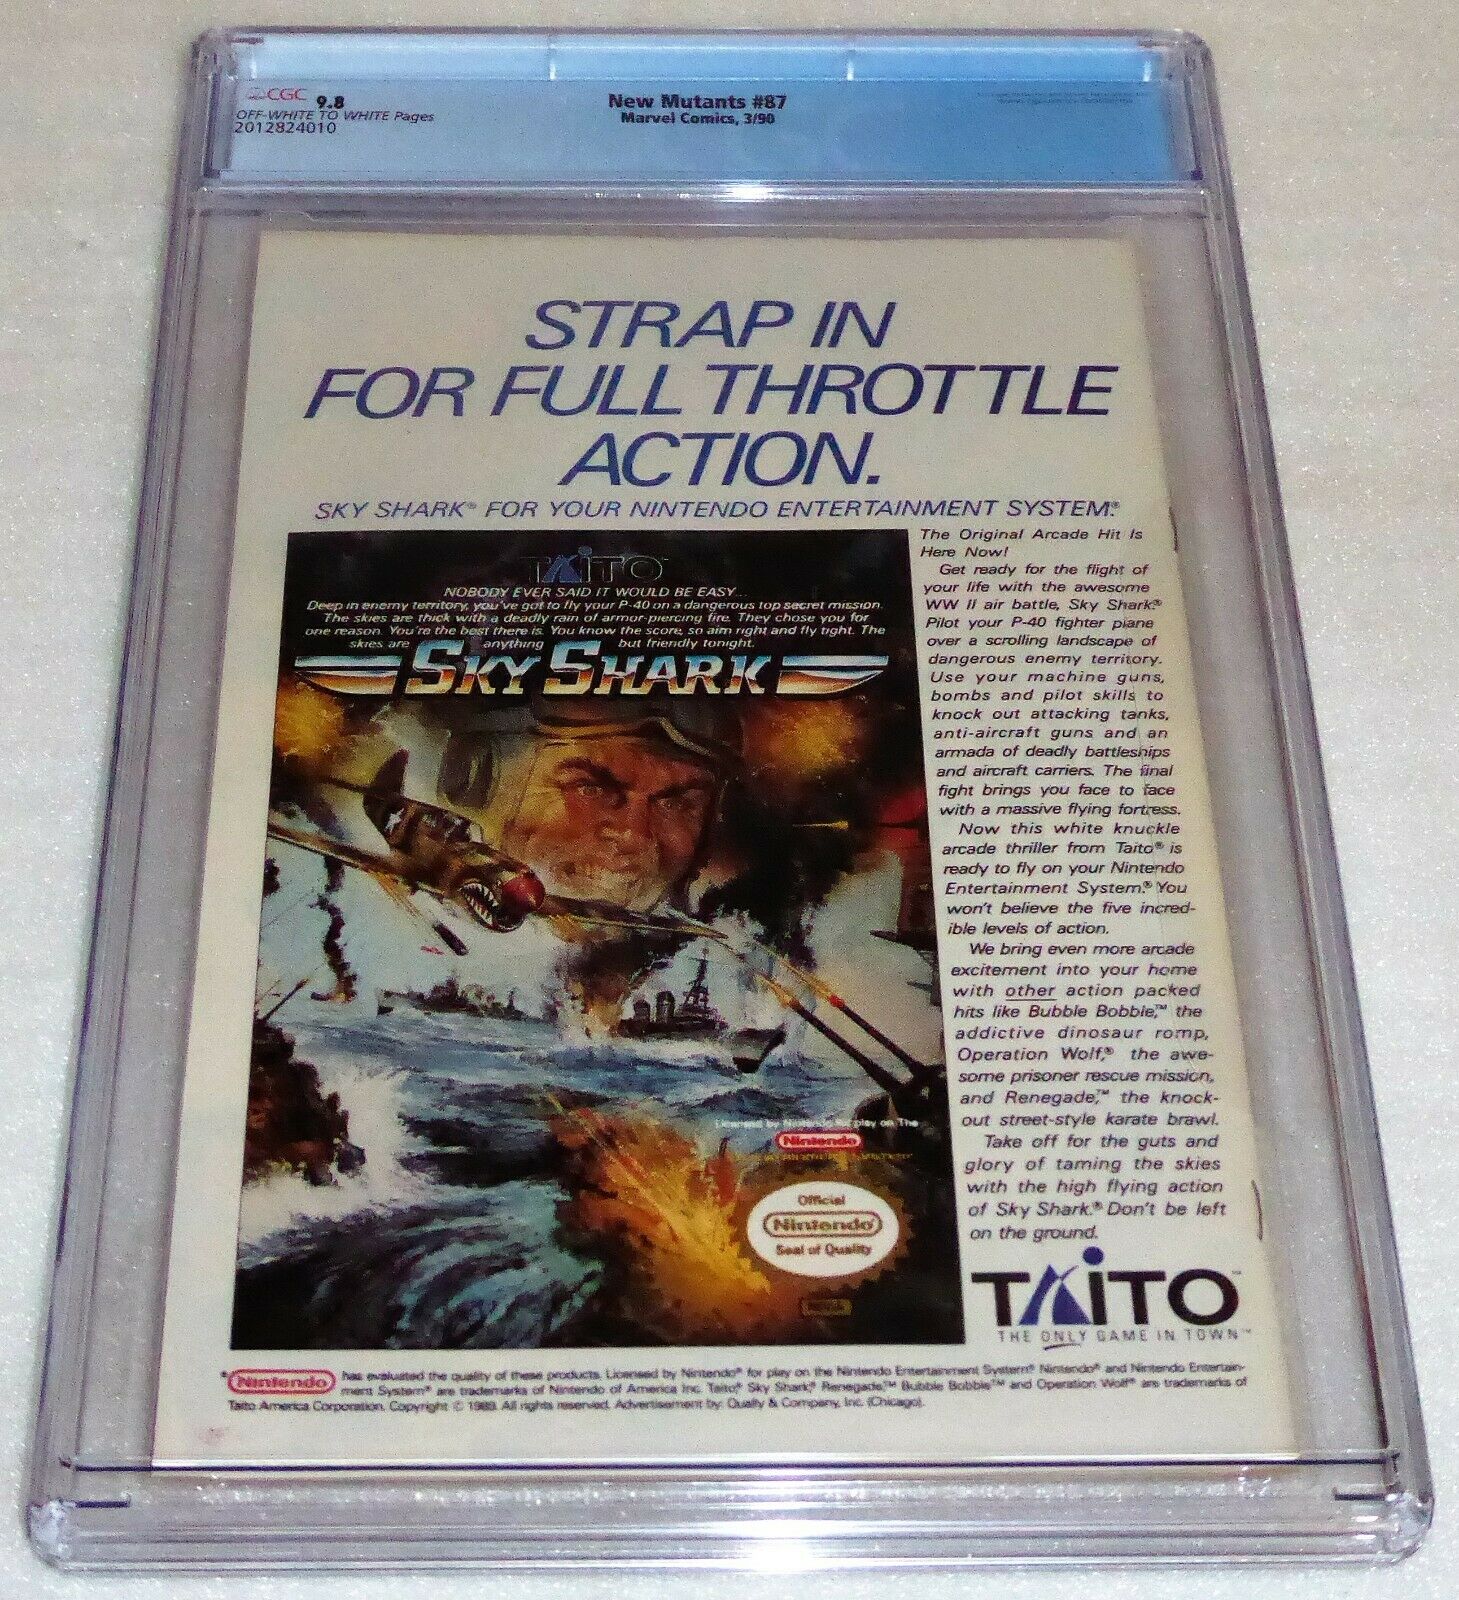 CGC 9.8
OFF-WHITE TO WHITE Pages
2012824010
New Mutants #87
Marvel Comics, 3/90
STRAP IN
FOR FULL THROTTLE
ACTION.
SKY SHARK® FOR YOUR NINTENDO ENTERTAINMENT SYSTEM®
TAITO
NOBODY EVER SAID IT WOULD BE EASY...
Deep in enemy territory, you've got to fly your P-40 on a dangerous top secret mission.
The skies are thick with a deadly rain of armor-piercing fire. They chose you for
one reason. You're the best there is. You know the score, so aim right and fly tight. The
skies are anything but friendly tonight.
SKY SHARK
Licensed by Nintendo for play on The
Nintendo
Official
Nintendo
Seal of Quality
The Original Arcade Hit Is
Here Now!
Get ready for the flight of
your life with the awesome
WW II air battle, Sky Shark®.
Pilot your P-40 fighter plane
over a scrolling landscape of
dangerous enemy territory.
Use your machine guns,
bombs and pilot skills to
knock out attacking tanks,
anti-aircraft guns and an
armada of deadly battleships
and aircraft carriers. The final
fight brings you face to face
with a massive flying fortress.
Now this white knuckle
arcade thriller from Taito® is
ready to fly on your Nintendo
Entertainment System.® You
won't believe the five incred-
ible levels of action.
We bring even more arcade
excitement into your home
with other action packed
hits like Bubble Bobble,™ the
addictive dinosaur romp,
Operation Wolf,® the awe-
some prisoner rescue mission,
and Renegade,™ the knock-
out street-style karate brawl.
Take off for the guts and
glory of taming the skies
with the high flying action
of Sky Shark.® Don't be left
on the ground.
TAITO™
THE ONLY GAME IN TOWN™
*Nintendo has evaluated the quality of these products. Licensed by Nintendo® for play on the Nintendo Entertainment System®. Nintendo® and Nintendo Entertain-
ment System® are trademarks of Nintendo of America Inc. Taito®, Sky Shark®, Renegade,™ Bubble Bobble™ and Operation Wolf® are trademarks of
Taito America Corporation. Copyright © 1989. All rights reserved. Advertisement by: Qually & Company, Inc. (Chicago).